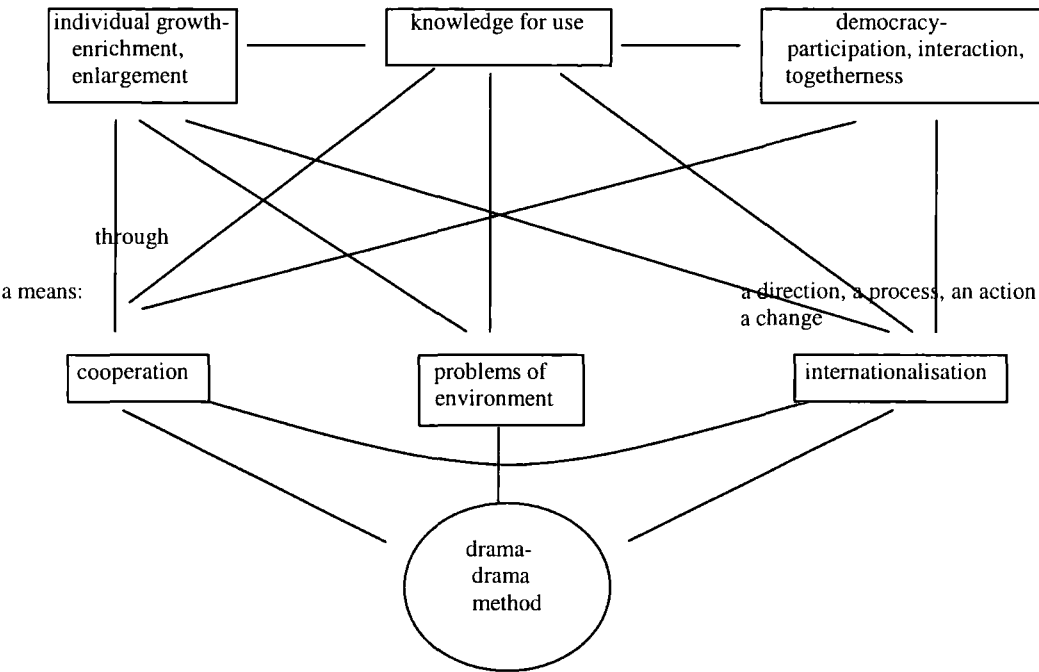 individual growth-
enrichment,
enlargement
knowledge for use
democracy-
participation, interaction,
togetherness
through
a means:
a direction, a process, an action
a change
cooperation
problems of
environment
internationalisation
drama-
drama
method